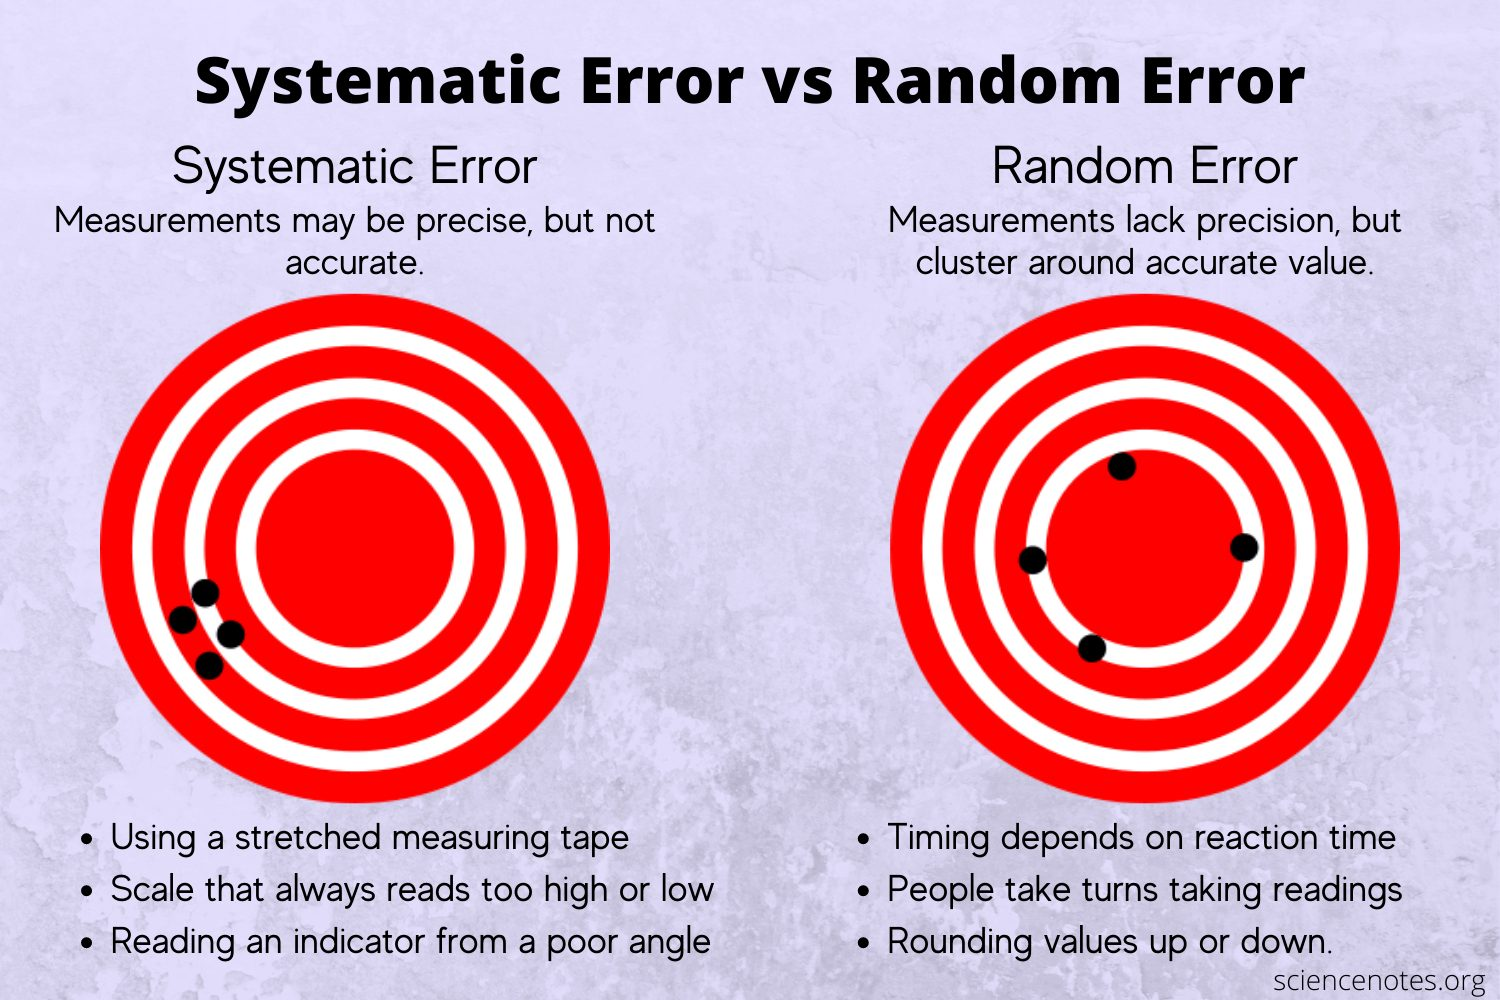 Systematic Error vs Random Error
Systematic Error
Measurements may be precise, but not
accurate.
Random Error
Measurements lack precision, but
cluster around accurate value.
• Using a stretched measuring tape
• Scale that always reads too high or low
• Reading an indicator from a poor angle
• Timing depends on reaction time
• People take turns taking readings
• Rounding values up or down.
sciencenotes.org